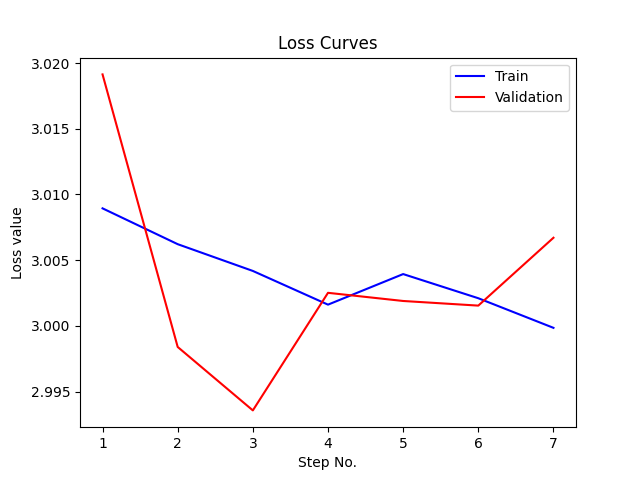 Loss Curves
3.020
3.015
3.010
3.005
3.000
2.995
Loss value
Train
Validation
1 2 3 4 5 6 7
Step No.